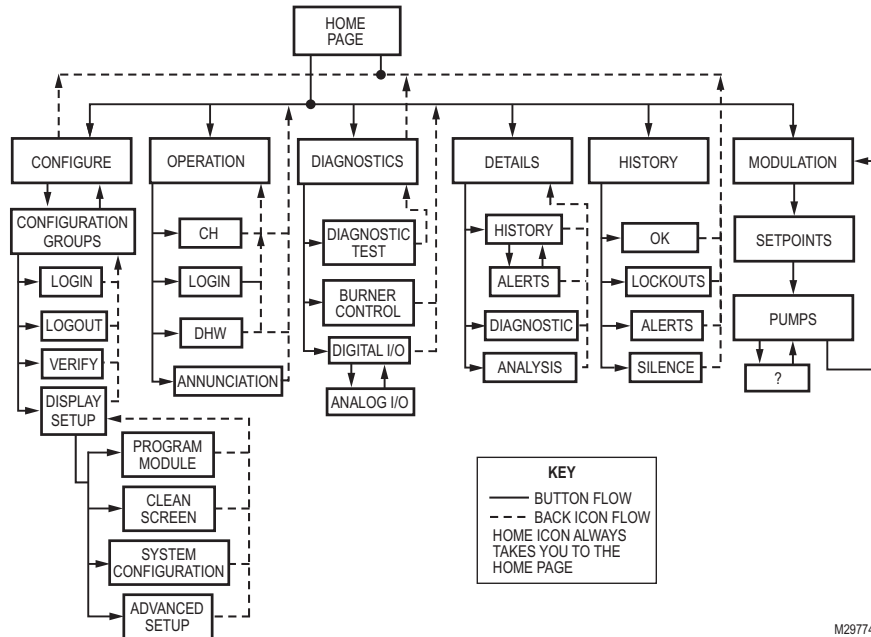 HOME
PAGE
CONFIGURE
OPERATION
DIAGNOSTICS
DETAILS
HISTORY
MODULATION
CONFIGURATION
GROUPS
LOGIN
LOGOUT
VERIFY
DISPLAY
SETUP
PROGRAM
MODULE
CLEAN
SCREEN
SYSTEM
CONFIGURATION
ADVANCED
SETUP
CH
LOGIN
DHW
ANNUNCIATION
DIAGNOSTIC
TEST
BURNER
CONTROL
DIGITAL I/O
ANALOG I/O
HISTORY
ALERTS
DIAGNOSTIC
ANALYSIS
OK
LOCKOUTS
ALERTS
SILENCE
SETPOINTS
PUMPS
?
KEY
BUTTON FLOW
BACK ICON FLOW
HOME ICON ALWAYS
TAKES YOU TO THE
HOME PAGE
M29774